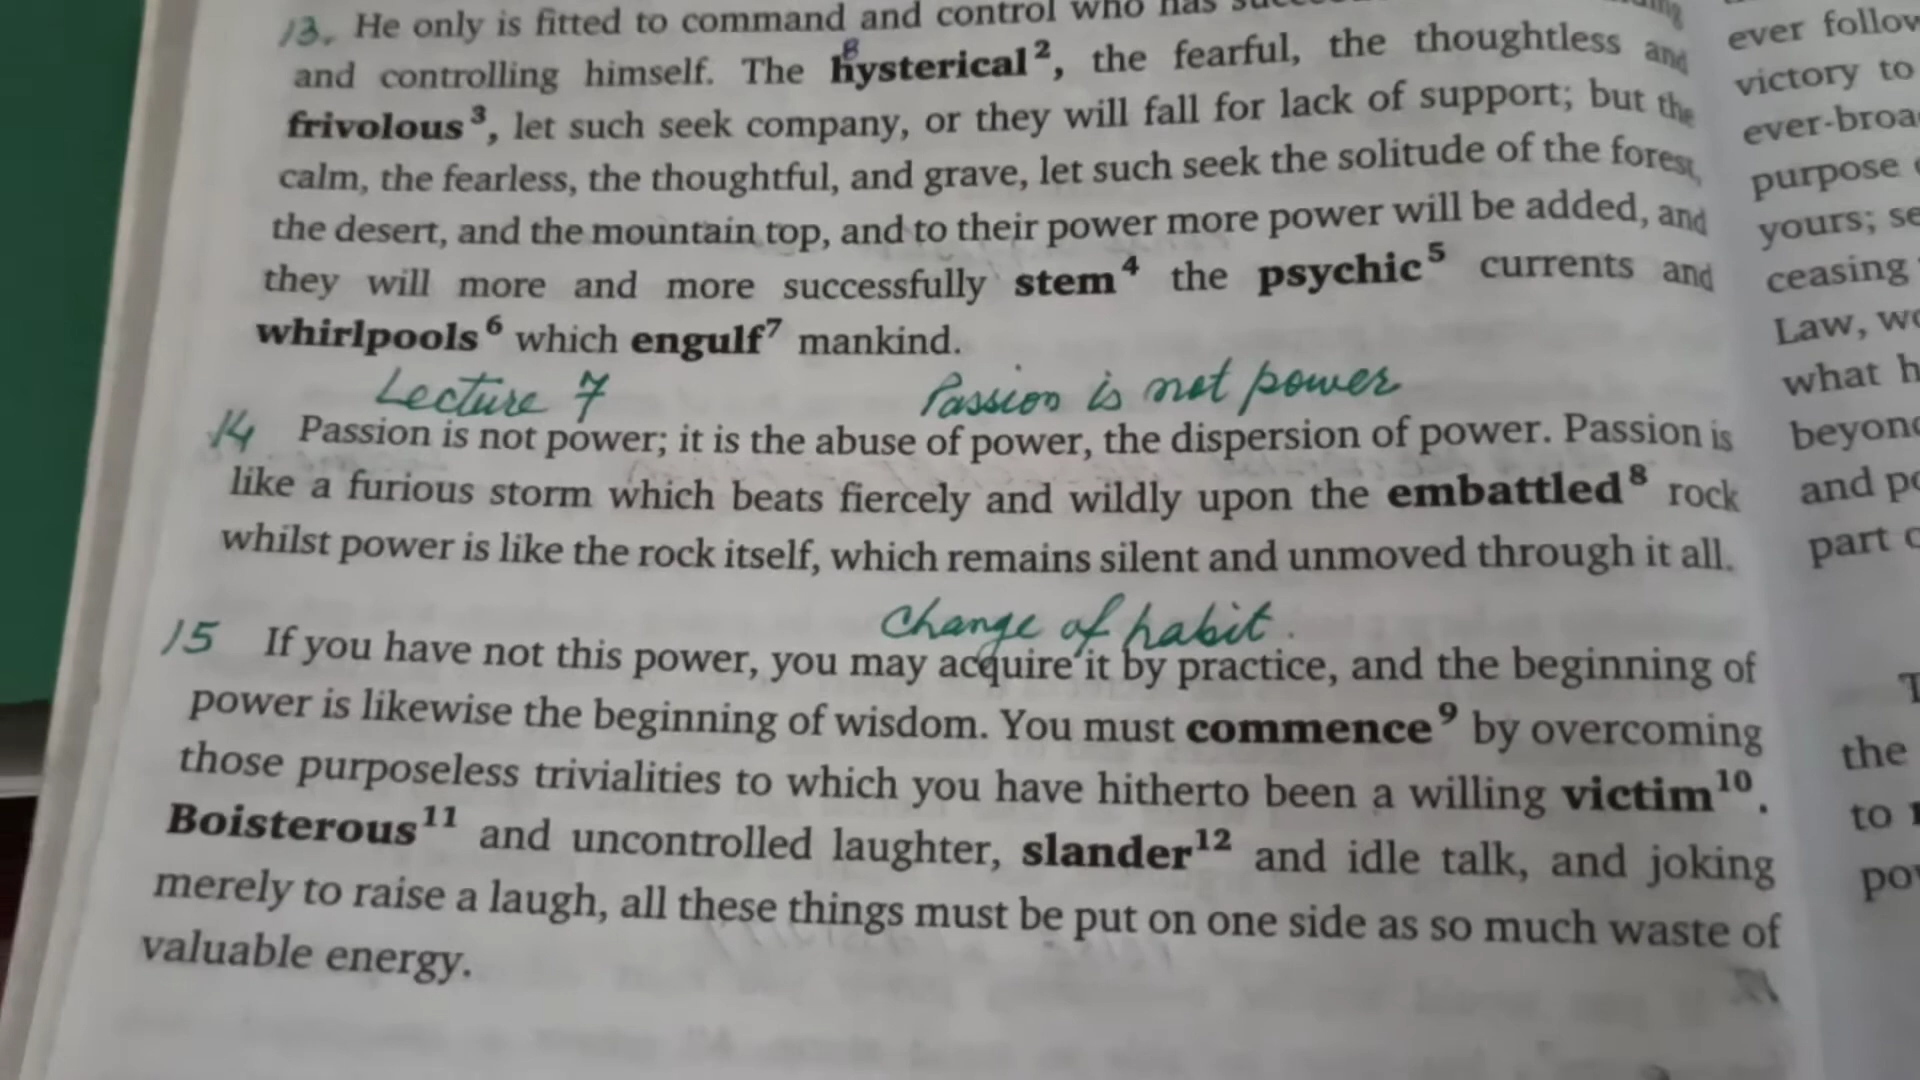 13. He only is fitted to command and control who has
and controlling himself. The hysterical², the fearful, the thoughtless and
frivolous³, let such seek company, or they will fall for lack of support; but the
calm, the fearless, the thoughtful, and grave, let such seek the solitude of the forest,
the desert, and the mountain top, and to their power more power will be added, and
they will more and more successfully stem⁴ the psychic⁵ currents and
whirlpools⁶ which engulf⁷ mankind.
Lecture 7 Passion is not power
14 Passion is not power; it is the abuse of power, the dispersion of power. Passion is
like a furious storm which beats fiercely and wildly upon the embattled⁸ rock
whilst power is like the rock itself, which remains silent and unmoved through it all.
Change of habit.
15 If you have not this power, you may acquire it by practice, and the beginning of
power is likewise the beginning of wisdom. You must commence⁹ by overcoming
those purposeless trivialities to which you have hitherto been a willing victim¹⁰.
Boisterous¹¹ and uncontrolled laughter, slander¹² and idle talk, and joking
merely to raise a laugh, all these things must be put on one side as so much waste of
valuable energy.
ever
victory to
purpose
yours;
ceasing
Law,
what
and
part
the
to